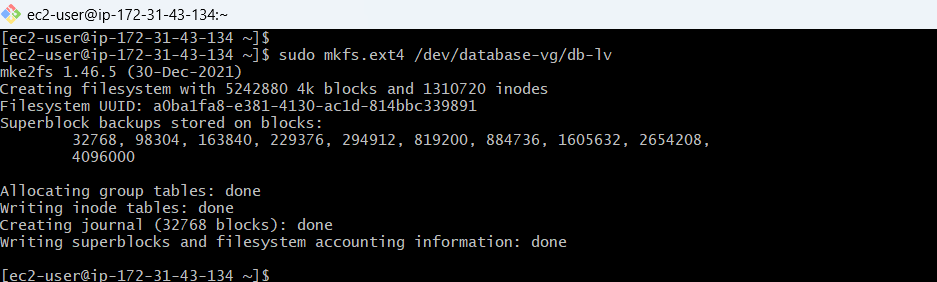 ec2-user@ip-172-31-43-134:~
[ec2-user@ip-172-31-43-134 ~]$
[ec2-user@ip-172-31-43-134 ~]$ sudo mkfs.ext4 /dev/database-vg/db-lv
mke2fs 1.46.5 (30-Dec-2021)
Creating filesystem with 5242880 4k blocks and 1310720 inodes
Filesystem UUID: a0ba1fa8-e381-4130-ac1d-814bbc339891
Superblock backups stored on blocks:
32768, 98304, 163840, 229376, 294912, 819200, 884736, 1605632, 2654208,
4096000
Allocating group tables: done
Writing inode tables: done
Creating journal (32768 blocks): done
Writing superblocks and filesystem accounting information: done
[ec2-user@ip-172-31-43-134 ~]$